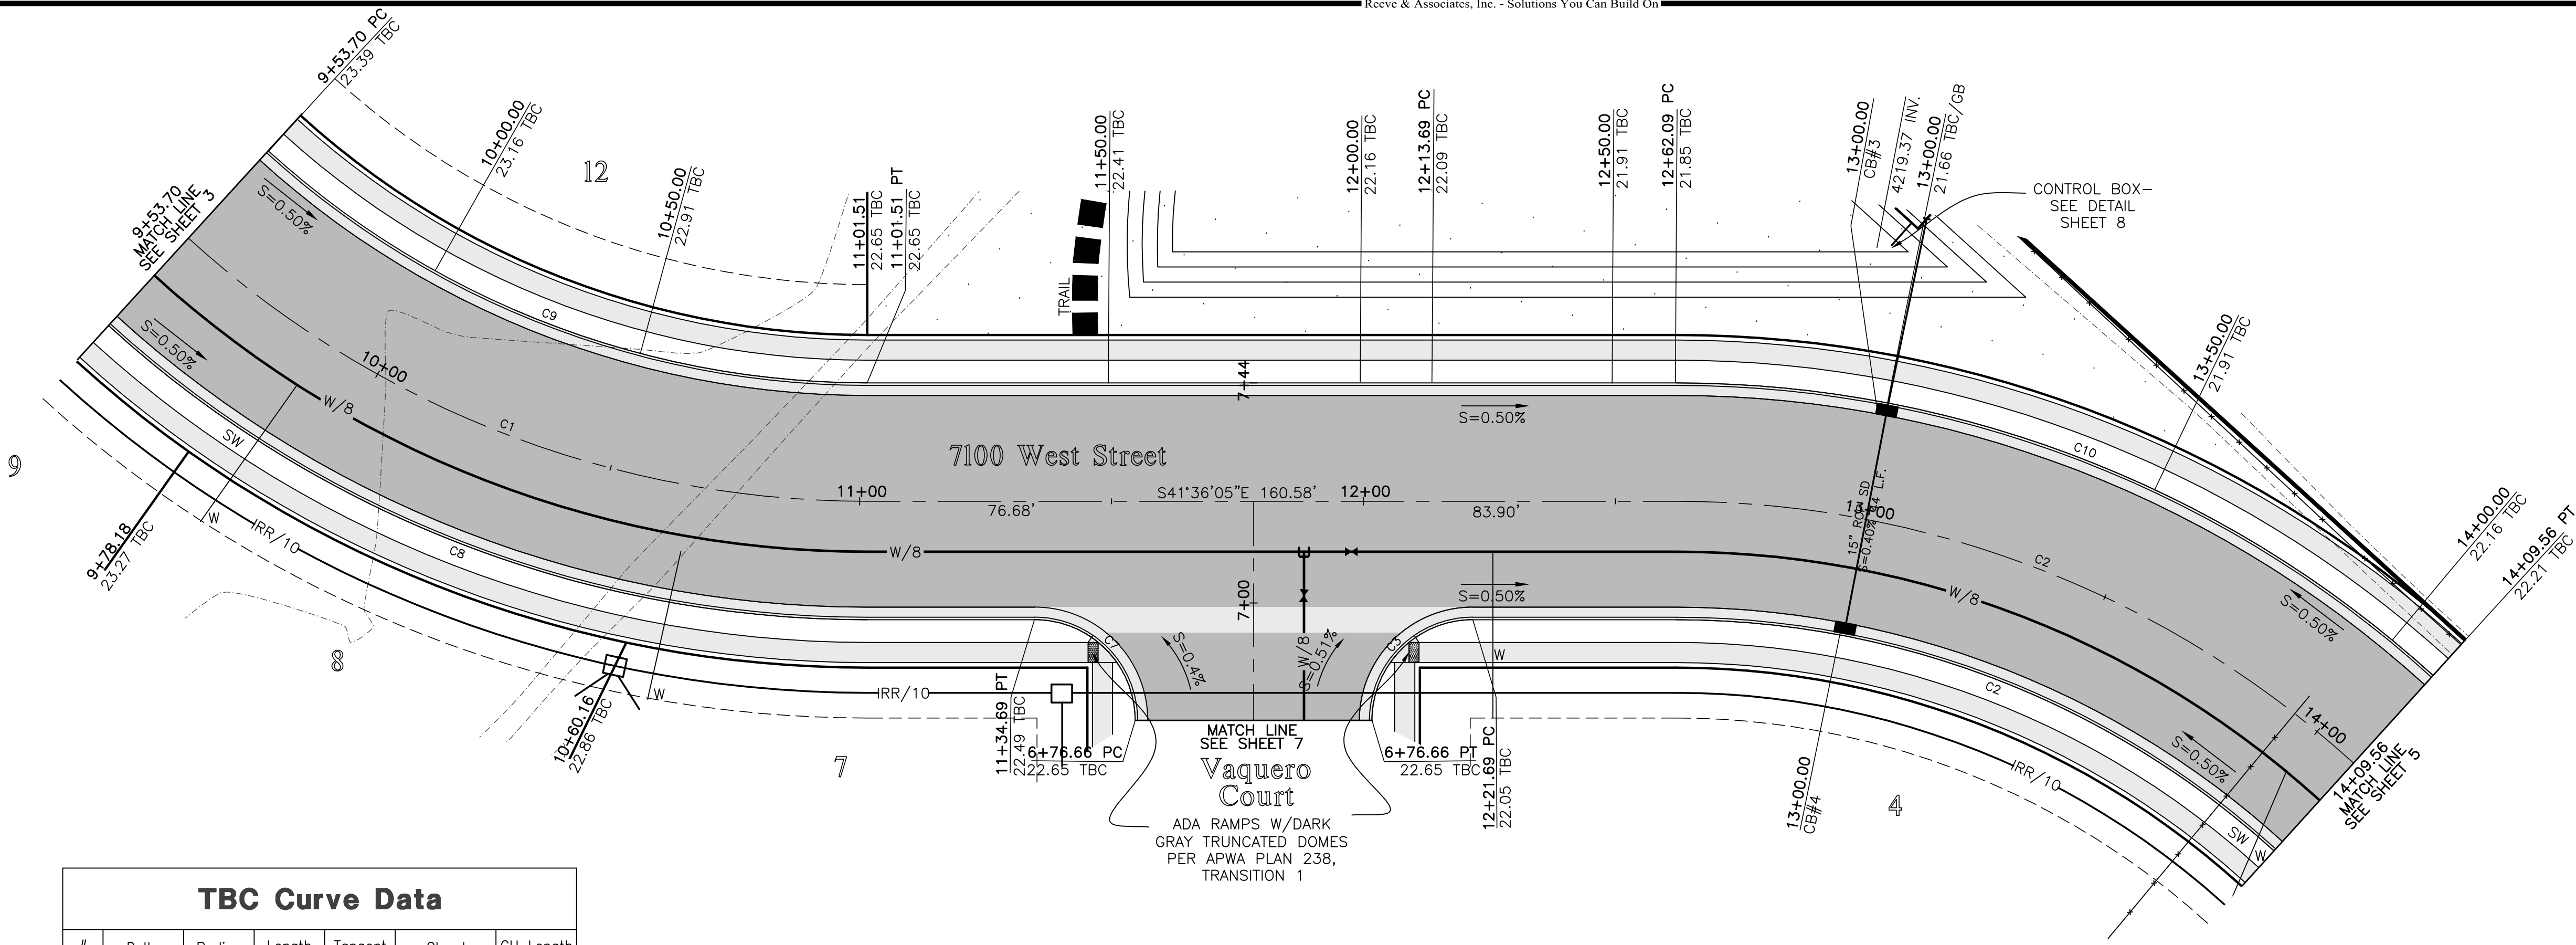 Reeve & Associates, Inc. - Solutions You Can Build On
9+53.70 PC
23.39 TBC
10+00.00
23.16 TBC
12
10+50.00
22.91 TBC
11+01.51
22.65 TBC
11+01.51 PT
22.65 TBC
TRAIL
11+50.00
22.41 TBC
12+00.00
22.16 TBC
12+13.69 PC
22.09 TBC
12+50.00
21.91 TBC
12+62.09 PC
21.85 TBC
13+00.00
CB#3
4219.37 INV.
13+00.00
21.66 TBC/GB
CONTROL BOX-
SEE DETAIL
SHEET 8
13+50.00
21.91 TBC
14+00.00
22.16 TBC
14+09.56 PT
22.21 TBC
9+53.70
MATCH LINE
SEE SHEET 3
S=0.50%
S=0.50%
C9
10+00
C1
W/8
SW
W
IRR/10
C8
9
9+78.18
23.27 TBC
8
10+60.16
22.86 TBC
W
7
7+44
S=0.50%
7100 West Street
11+00
S41°36'05"E 160.58'
12+00
76.68'
83.90'
W/8
7+00
S=0.50%
W/8
C7
S=0.4%
S=0.51%
C3
W
IRR/10
11+34.69 PT
22.49 TBC
6+76.66 PC
22.65 TBC
MATCH LINE
SEE SHEET 7
Vaquero
Court
6+76.66 PT
22.65 TBC
12+21.69 PC
22.05 TBC
ADA RAMPS W/DARK
GRAY TRUNCATED DOMES
PER APWA PLAN 238,
TRANSITION 1
13+00
15" RCP SD
S=0.40% 44 L.F.
C10
C2
W/8
C2
13+00.00
CB#4
4
IRR/10
S=0.50%
S=0.50%
SW
W
14+00
14+09.56
MATCH LINE
SEE SHEET 5
TBC Curve Data